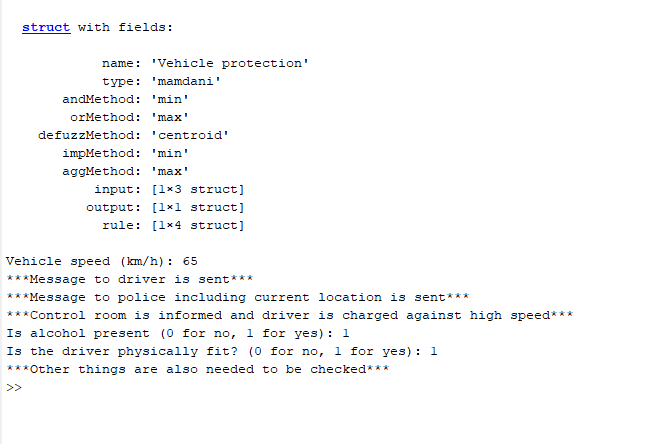 struct with fields:
name: 'Vehicle protection'
type: 'mamdani'
andMethod: 'min'
orMethod: 'max'
defuzzMethod: 'centroid'
impMethod: 'min'
aggMethod: 'max'
input: [1×3 struct]
output: [1×1 struct]
rule: [1×4 struct]
Vehicle speed (km/h): 65
***Message to driver is sent***
***Message to police including current location is sent***
***Control room is informed and driver is charged against high speed***
Is alcohol present (0 for no, 1 for yes): 1
Is the driver physically fit? (0 for no, 1 for yes): 1
***Other things are also needed to be checked***
>>